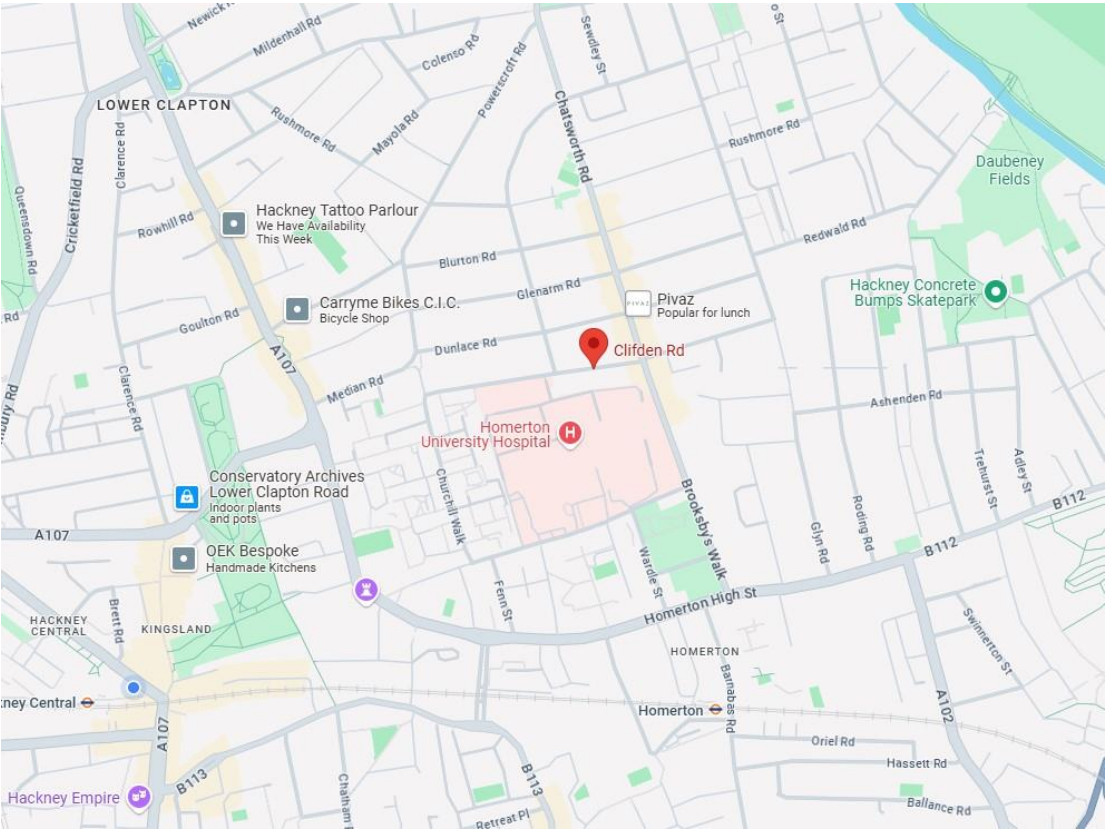 Mildenhall Rd
Colenso Rd
Powerscroft Rd
Sewdley St
LOWER CLAPTON
Rushmore Rd
Mayola Rd
Chatsworth Rd
Rushmore Rd
Clarence Rd
Cricketfield Rd
Queensdown Rd
Daubeney
Fields
Rowhill Rd
Hackney Tattoo Parlour
We Have Availability
This Week
Redwald Rd
Blurton Rd
Glenarm Rd
Hackney Concrete
Bumps Skatepark
PIVAZ
Pivaz
Popular for lunch
Carryme Bikes C.I.C.
Bicycle Shop
Goulton Rd
Rd
A107
Dunlace Rd
Clifden Rd
Median Rd
Clarence Rd
Ashenden Rd
Homerton
University Hospital
H
Conservatory Archives
Lower Clapton Road
Indoor plants
and pots
Churchill Walk
Brooksby's Walk
Trehurst St
Adley St
B112
Roding Rd
Glyn Rd
A107
OEK Bespoke
Handmade Kitchens
Wardle St
B112
Fenn St
Homerton High St
HACKNEY
CENTRAL
Brett Rd
KINGSLAND
Swinnerton St
HOMERTON
Barnabas Rd
ney Central
Homerton
A102
A107
Oriel Rd
Hassett Rd
B113
B113
Hackney Empire
Chatham
Retreat Pl
Ballance Rd